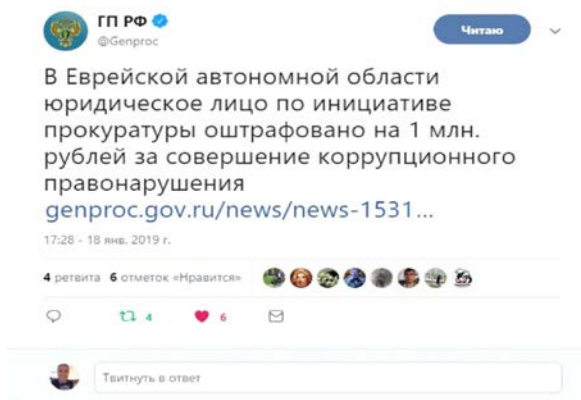 ГП РФ
@Genproc
Читаю
В Еврейской автономной области
юридическое лицо по инициативе
прокуратуры оштрафовано на 1 млн.
рублей за совершение коррупционного
правонарушения
genproc.gov.ru/news/news-1531...
17:28 - 18 янв. 2019 г.
4 ретвита 6 отметок «Нравится»
4 6
Твитнуть в ответ